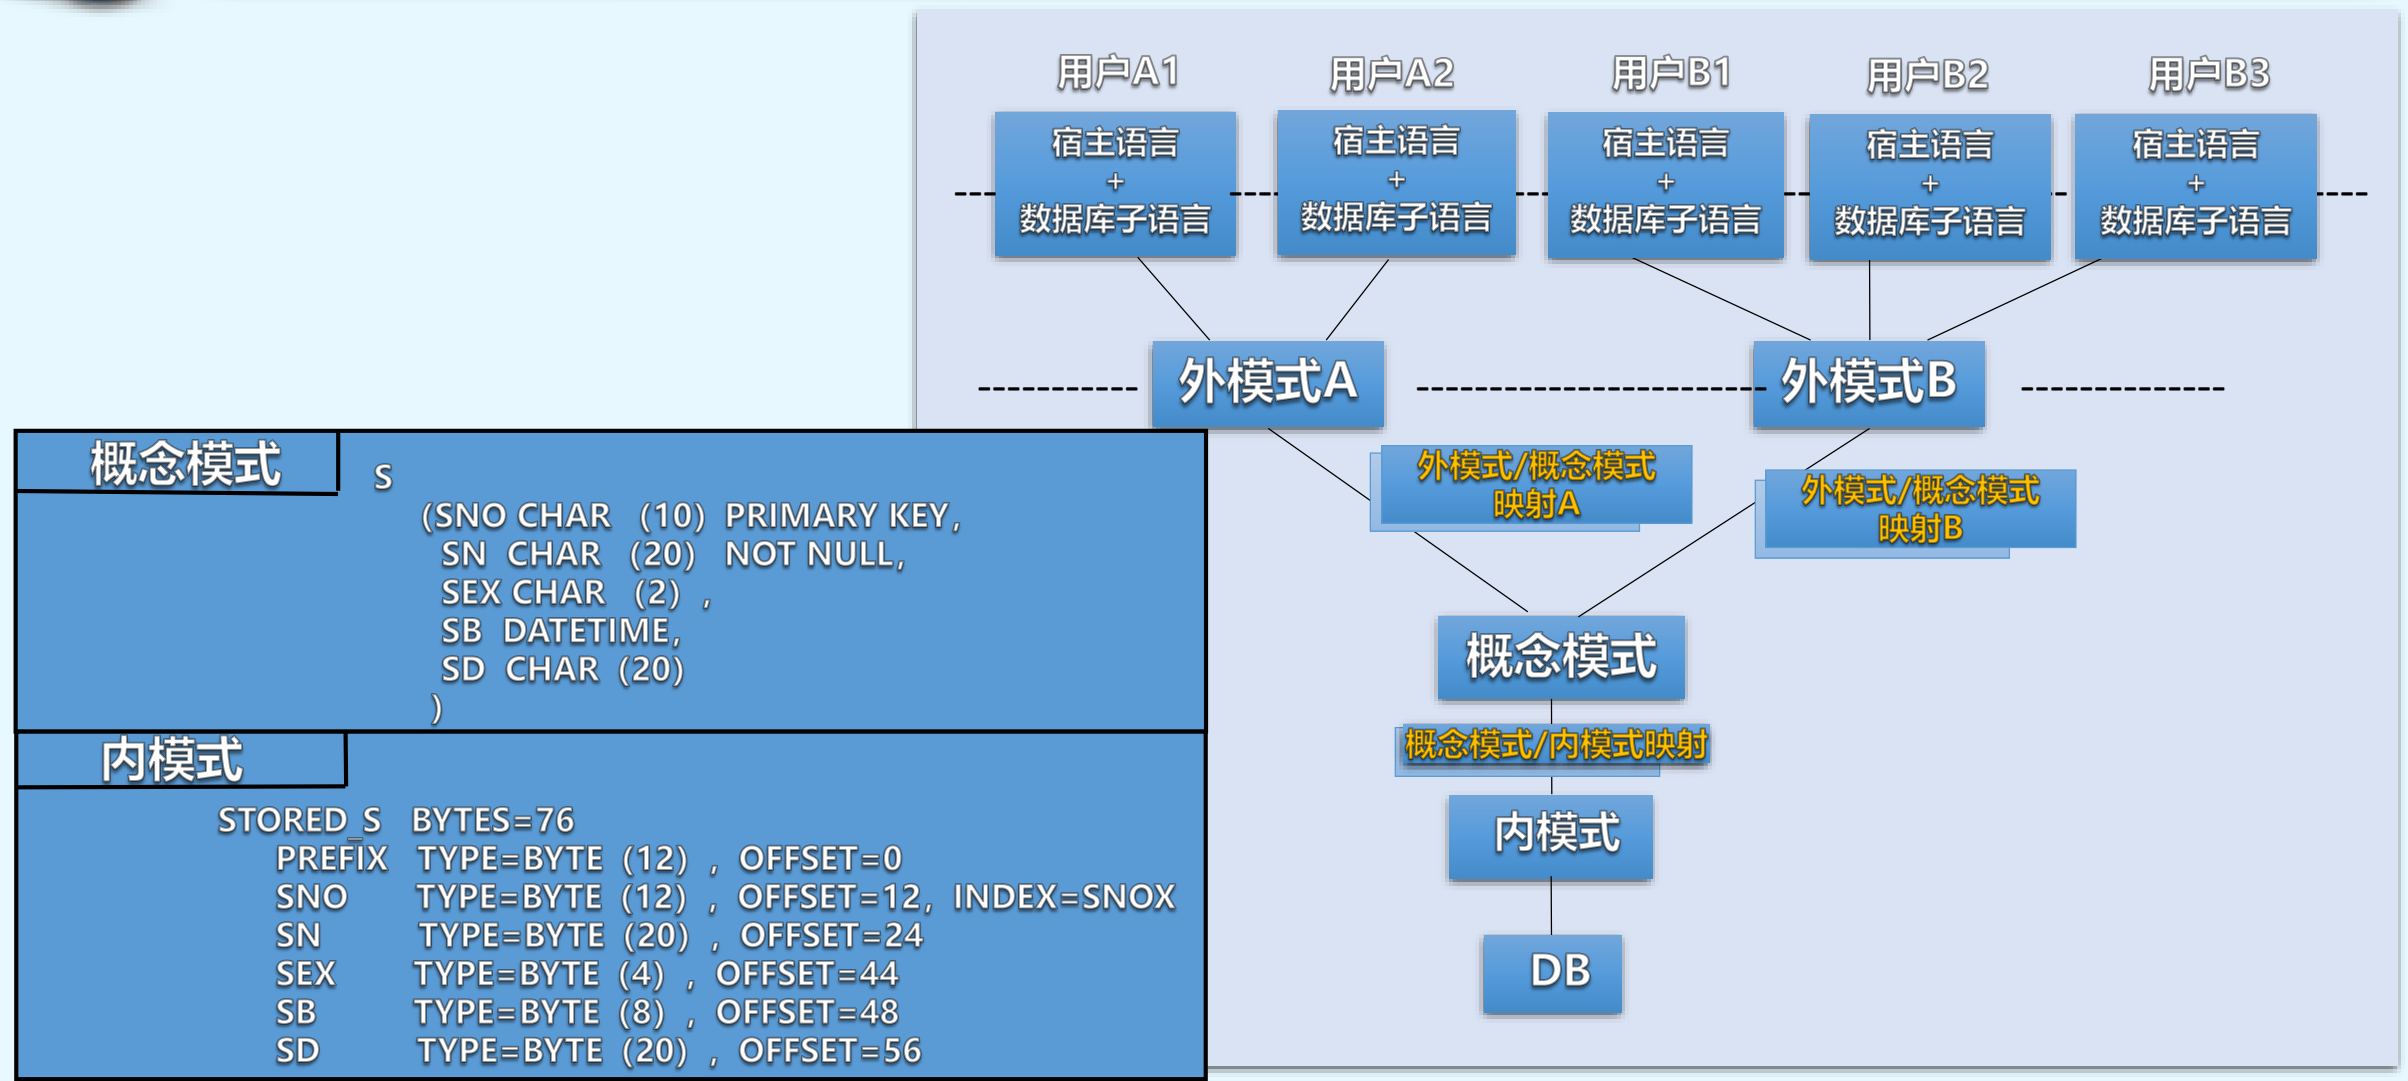 用户A1
用户A2
用户B1
用户B2
用户B3
宿主语言
+
数据库子语言
宿主语言
+
数据库子语言
宿主语言
+
数据库子语言
宿主语言
+
数据库子语言
宿主语言
+
数据库子语言
外模式A
外模式B
外模式/概念模式
映射A
外模式/概念模式
映射B
概念模式
概念模式/内模式映射
内模式
DB
概念模式
S
(SNO CHAR （10）PRIMARY KEY，
SN CHAR （20） NOT NULL，
SEX CHAR （2），
SB DATETIME，
SD CHAR（20）
）
内模式
STORED_S BYTES=76
PREFIX TYPE=BYTE（12），OFFSET=0
SNO TYPE=BYTE（12），OFFSET=12，INDEX=SNOX
SN TYPE=BYTE（20），OFFSET=24
SEX TYPE=BYTE（4），OFFSET=44
SB TYPE=BYTE（8），OFFSET=48
SD TYPE=BYTE（20），OFFSET=56